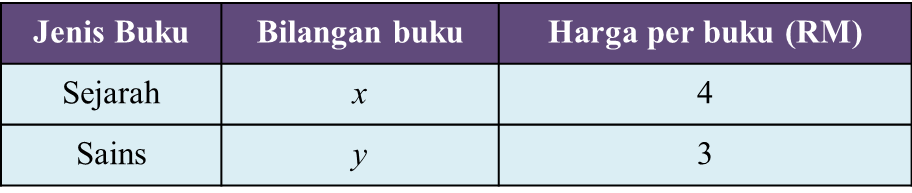 Jenis Buku Bilangan buku Harga per buku (RM)
Sejarah x 4
Sains y 3